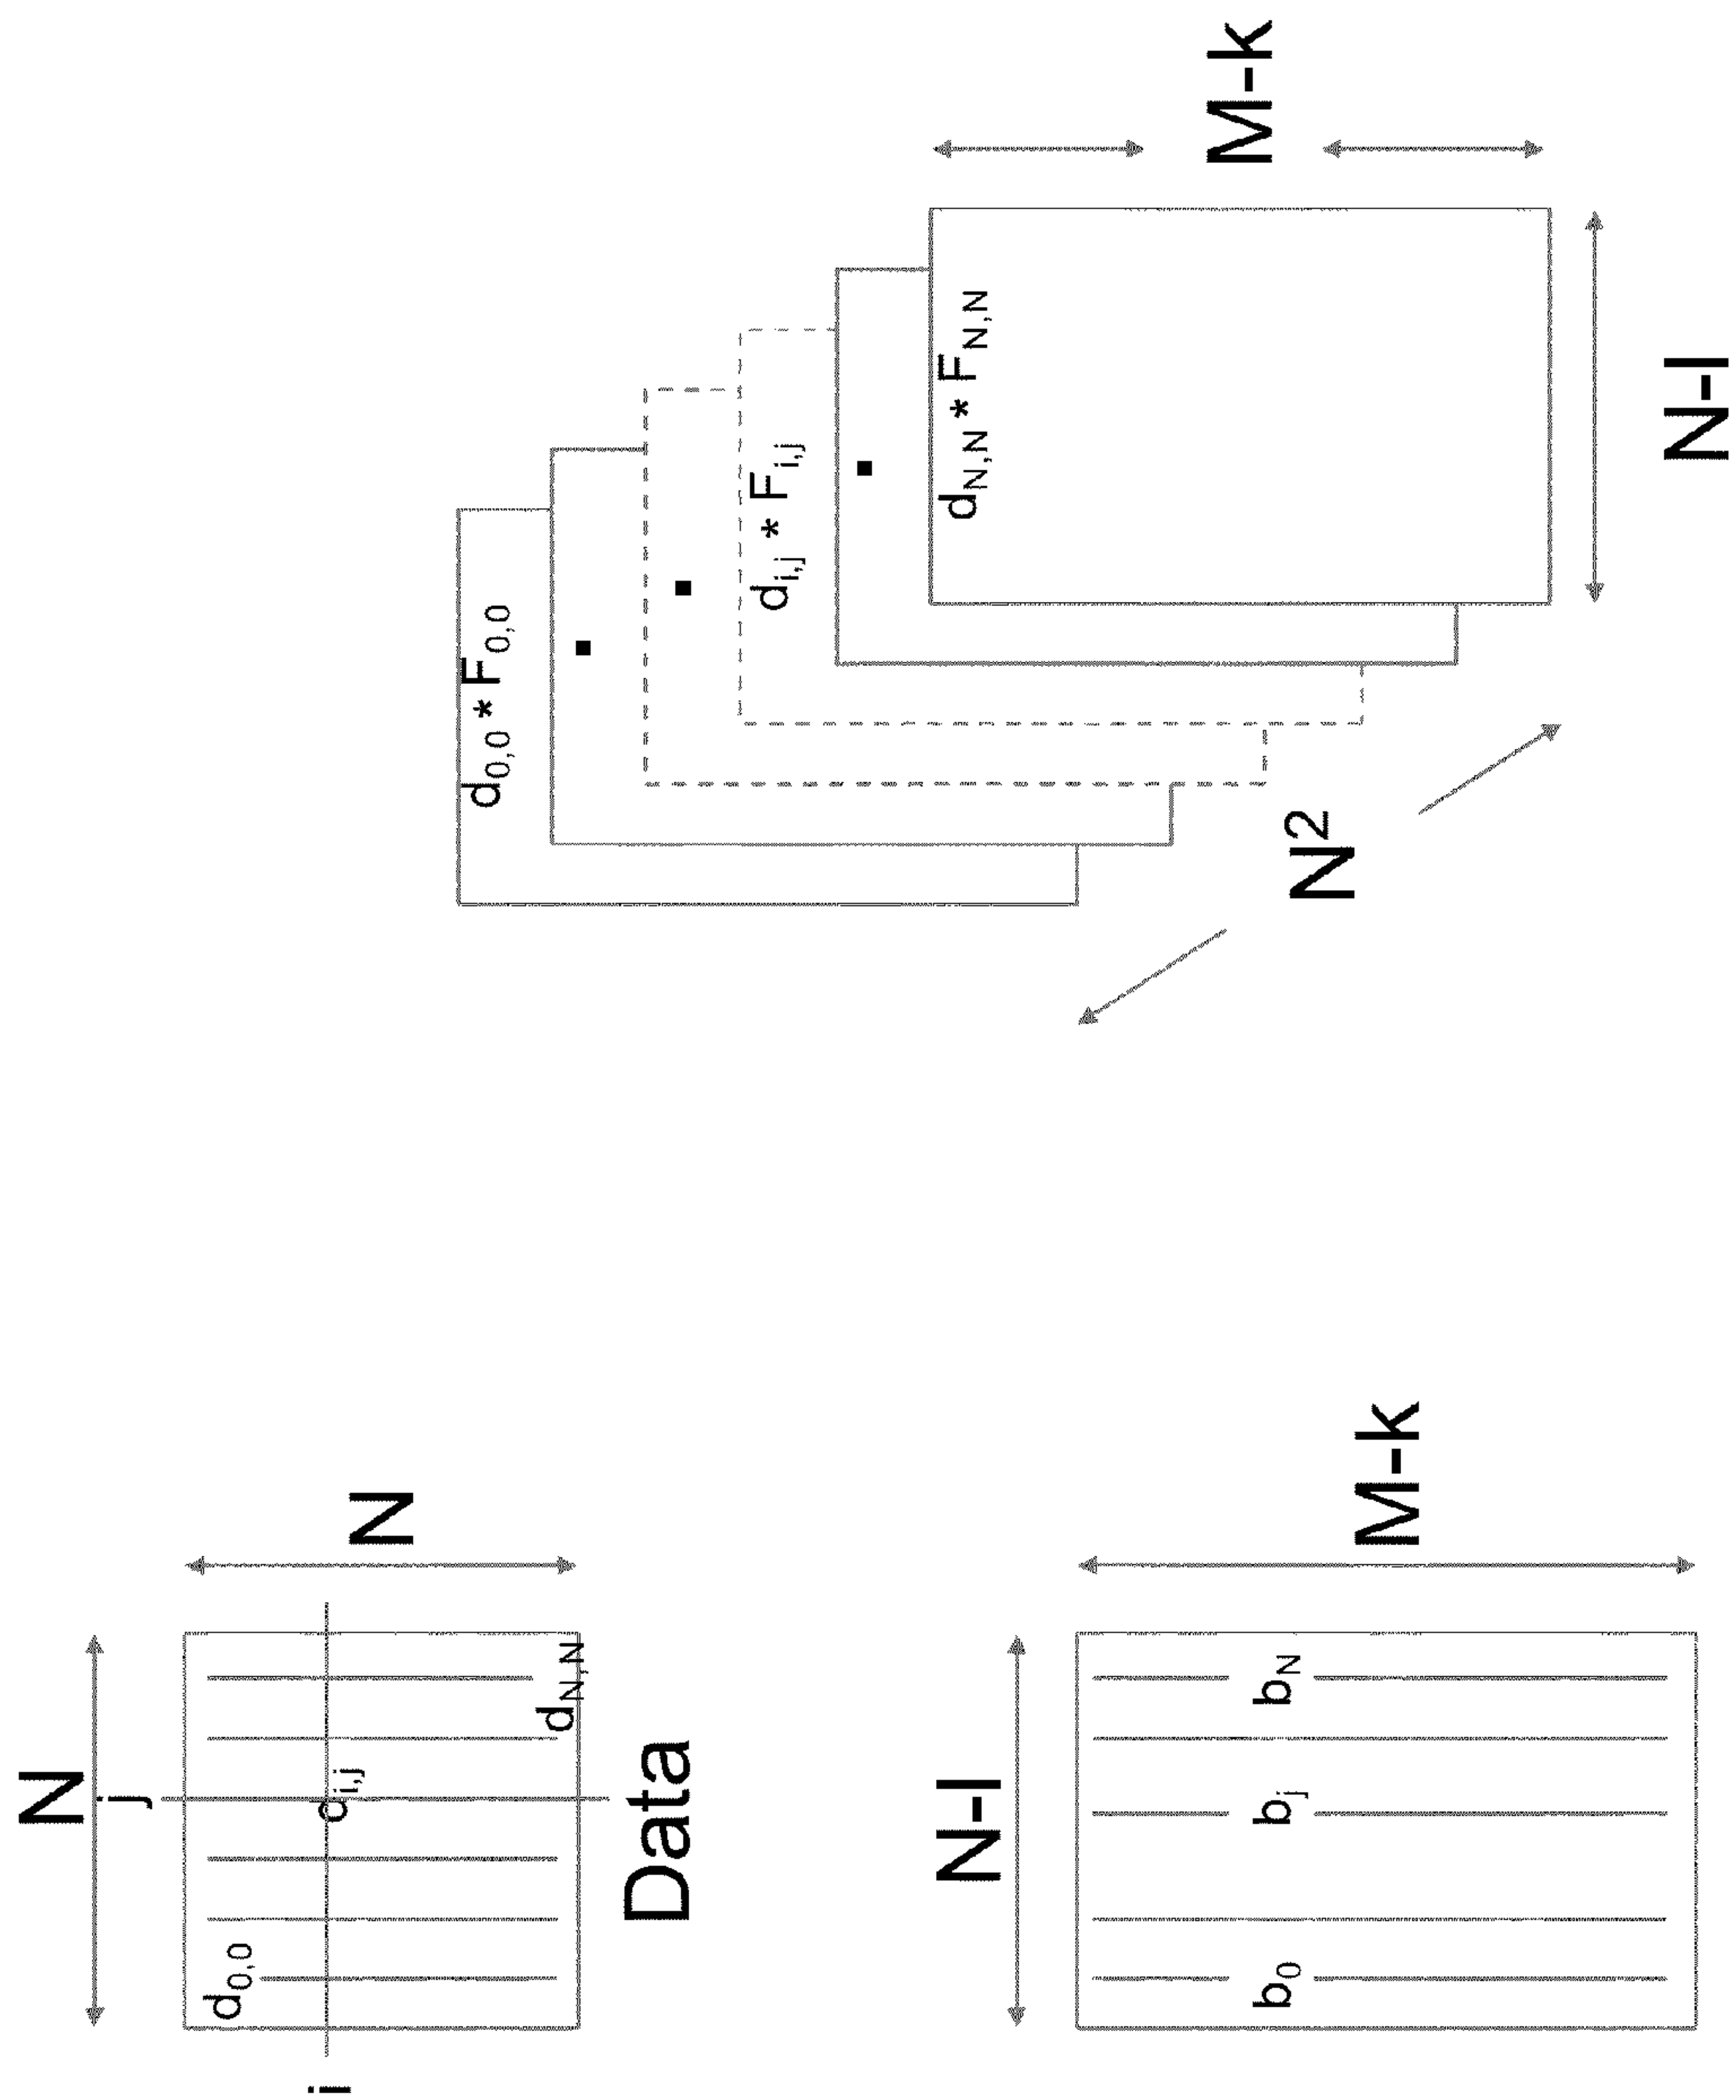 N
j
d0,0
i
di,j
N
dN,N
Data
N-l
b0 bj bN
M-k
d0,0 * F0,0
di,j * Fi,j
dN,N * FN,N
M-k
N²
N-l